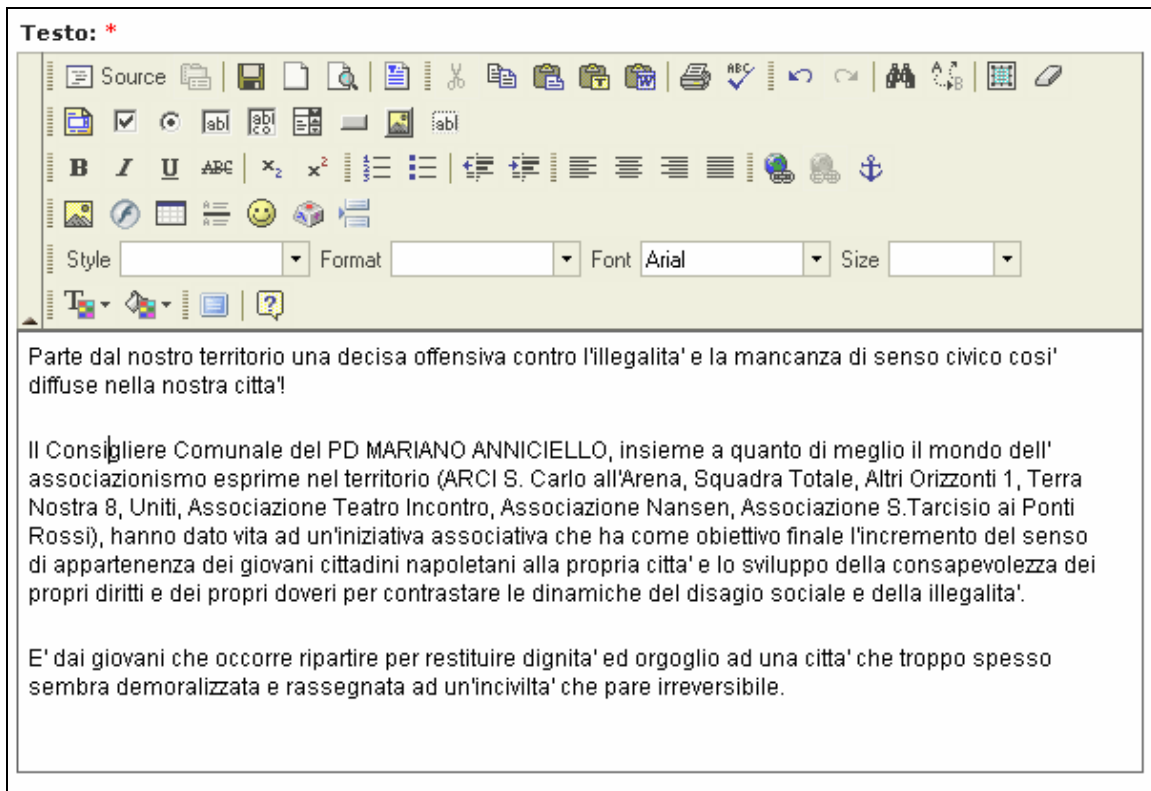 Testo: *
Source
ABC
B I U ABC x₂ x²
Style Format Font Arial Size
Parte dal nostro territorio una decisa offensiva contro l'illegalita' e la mancanza di senso civico cosi'
diffuse nella nostra citta'!
Il Consigliere Comunale del PD MARIANO ANNICIELLO, insieme a quanto di meglio il mondo dell'
associazionismo esprime nel territorio (ARCI S. Carlo all'Arena, Squadra Totale, Altri Orizzonti 1, Terra
Nostra 8, Uniti, Associazione Teatro Incontro, Associazione Nansen, Associazione S.Tarcisio ai Ponti
Rossi), hanno dato vita ad un'iniziativa associativa che ha come obiettivo finale l'incremento del senso
di appartenenza dei giovani cittadini napoletani alla propria citta' e lo sviluppo della consapevolezza dei
propri diritti e dei propri doveri per contrastare le dinamiche del disagio sociale e della illegalita'.
E' dai giovani che occorre ripartire per restituire dignita' ed orgoglio ad una citta' che troppo spesso
sembra demoralizzata e rassegnata ad un'incivilta' che pare irreversibile.